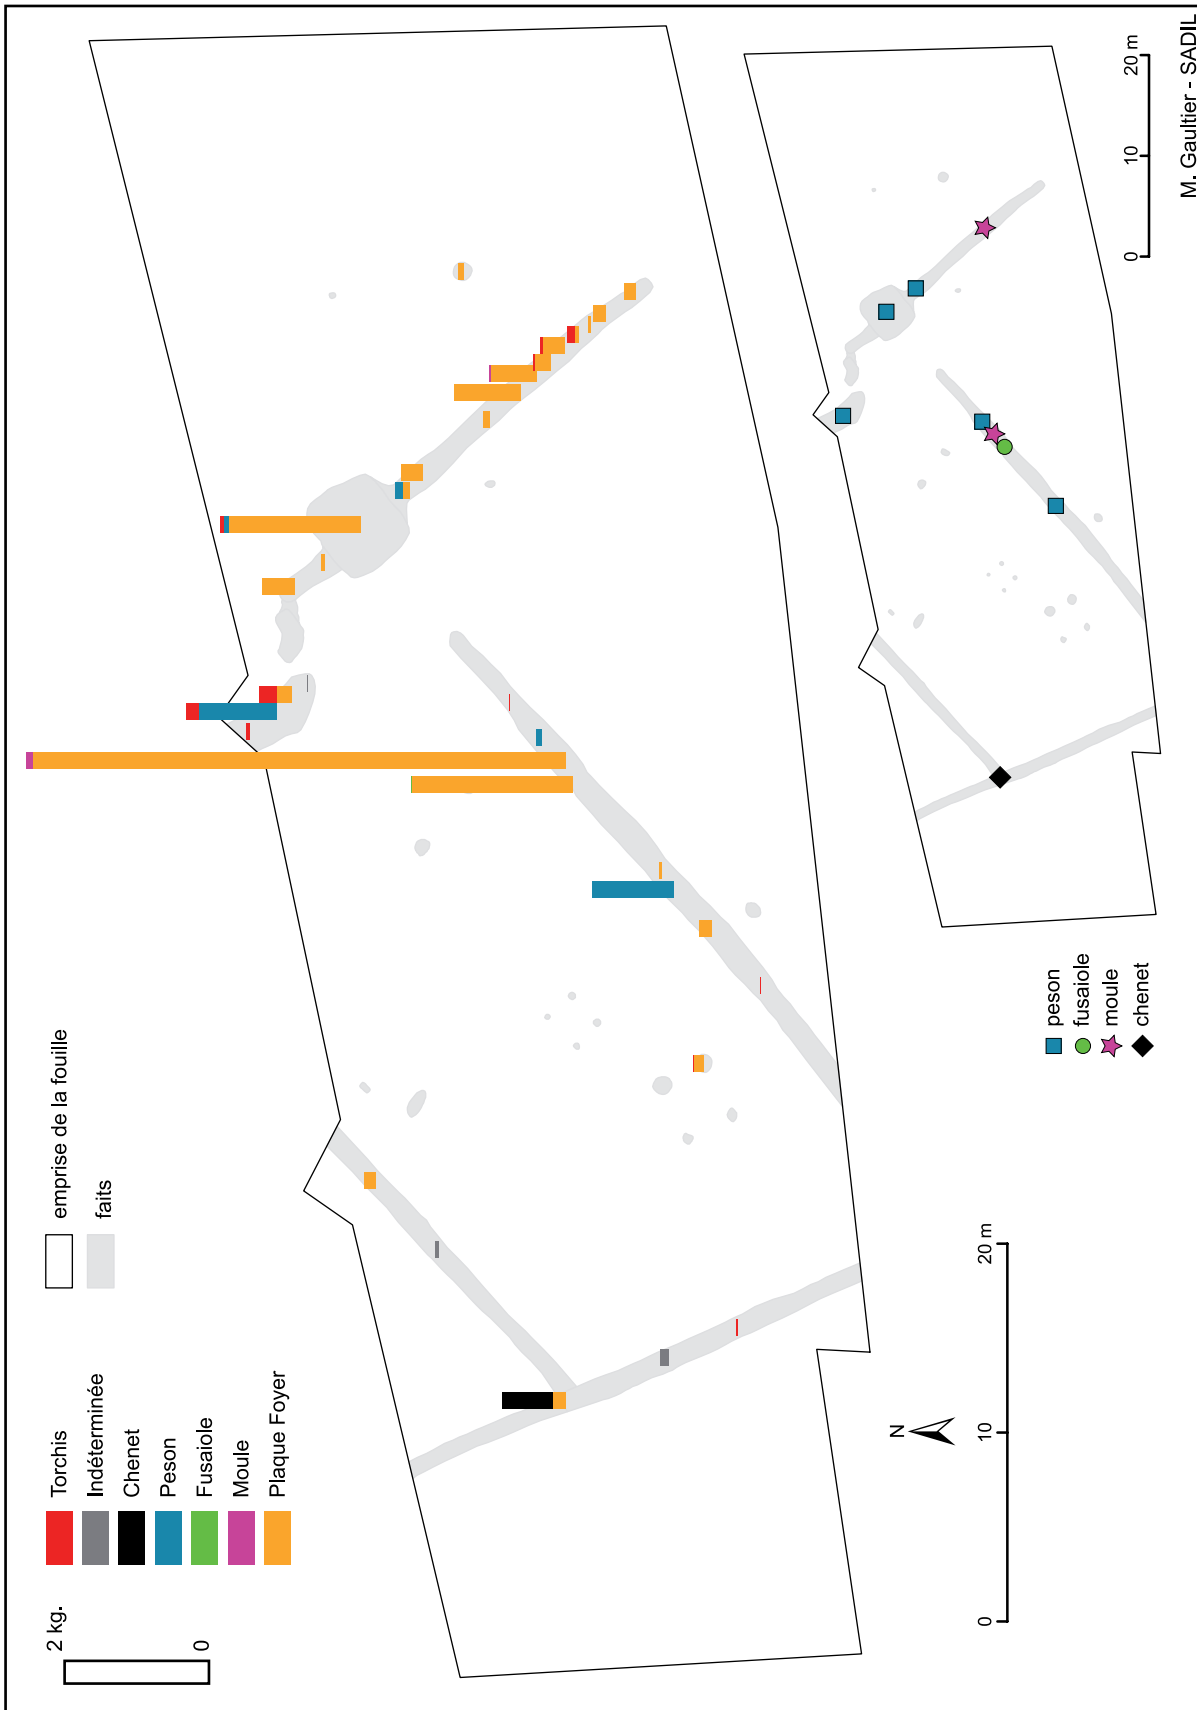 2 kg.
0
Torchis
Indéterminée
Chenet
Peson
Fusaiole
Moule
Plaque Foyer
emprise de la fouille
faits
N
0
10
20 m
peson
fusaiole
moule
chenet
0
10
20 m
M. Gaultier - SADIL